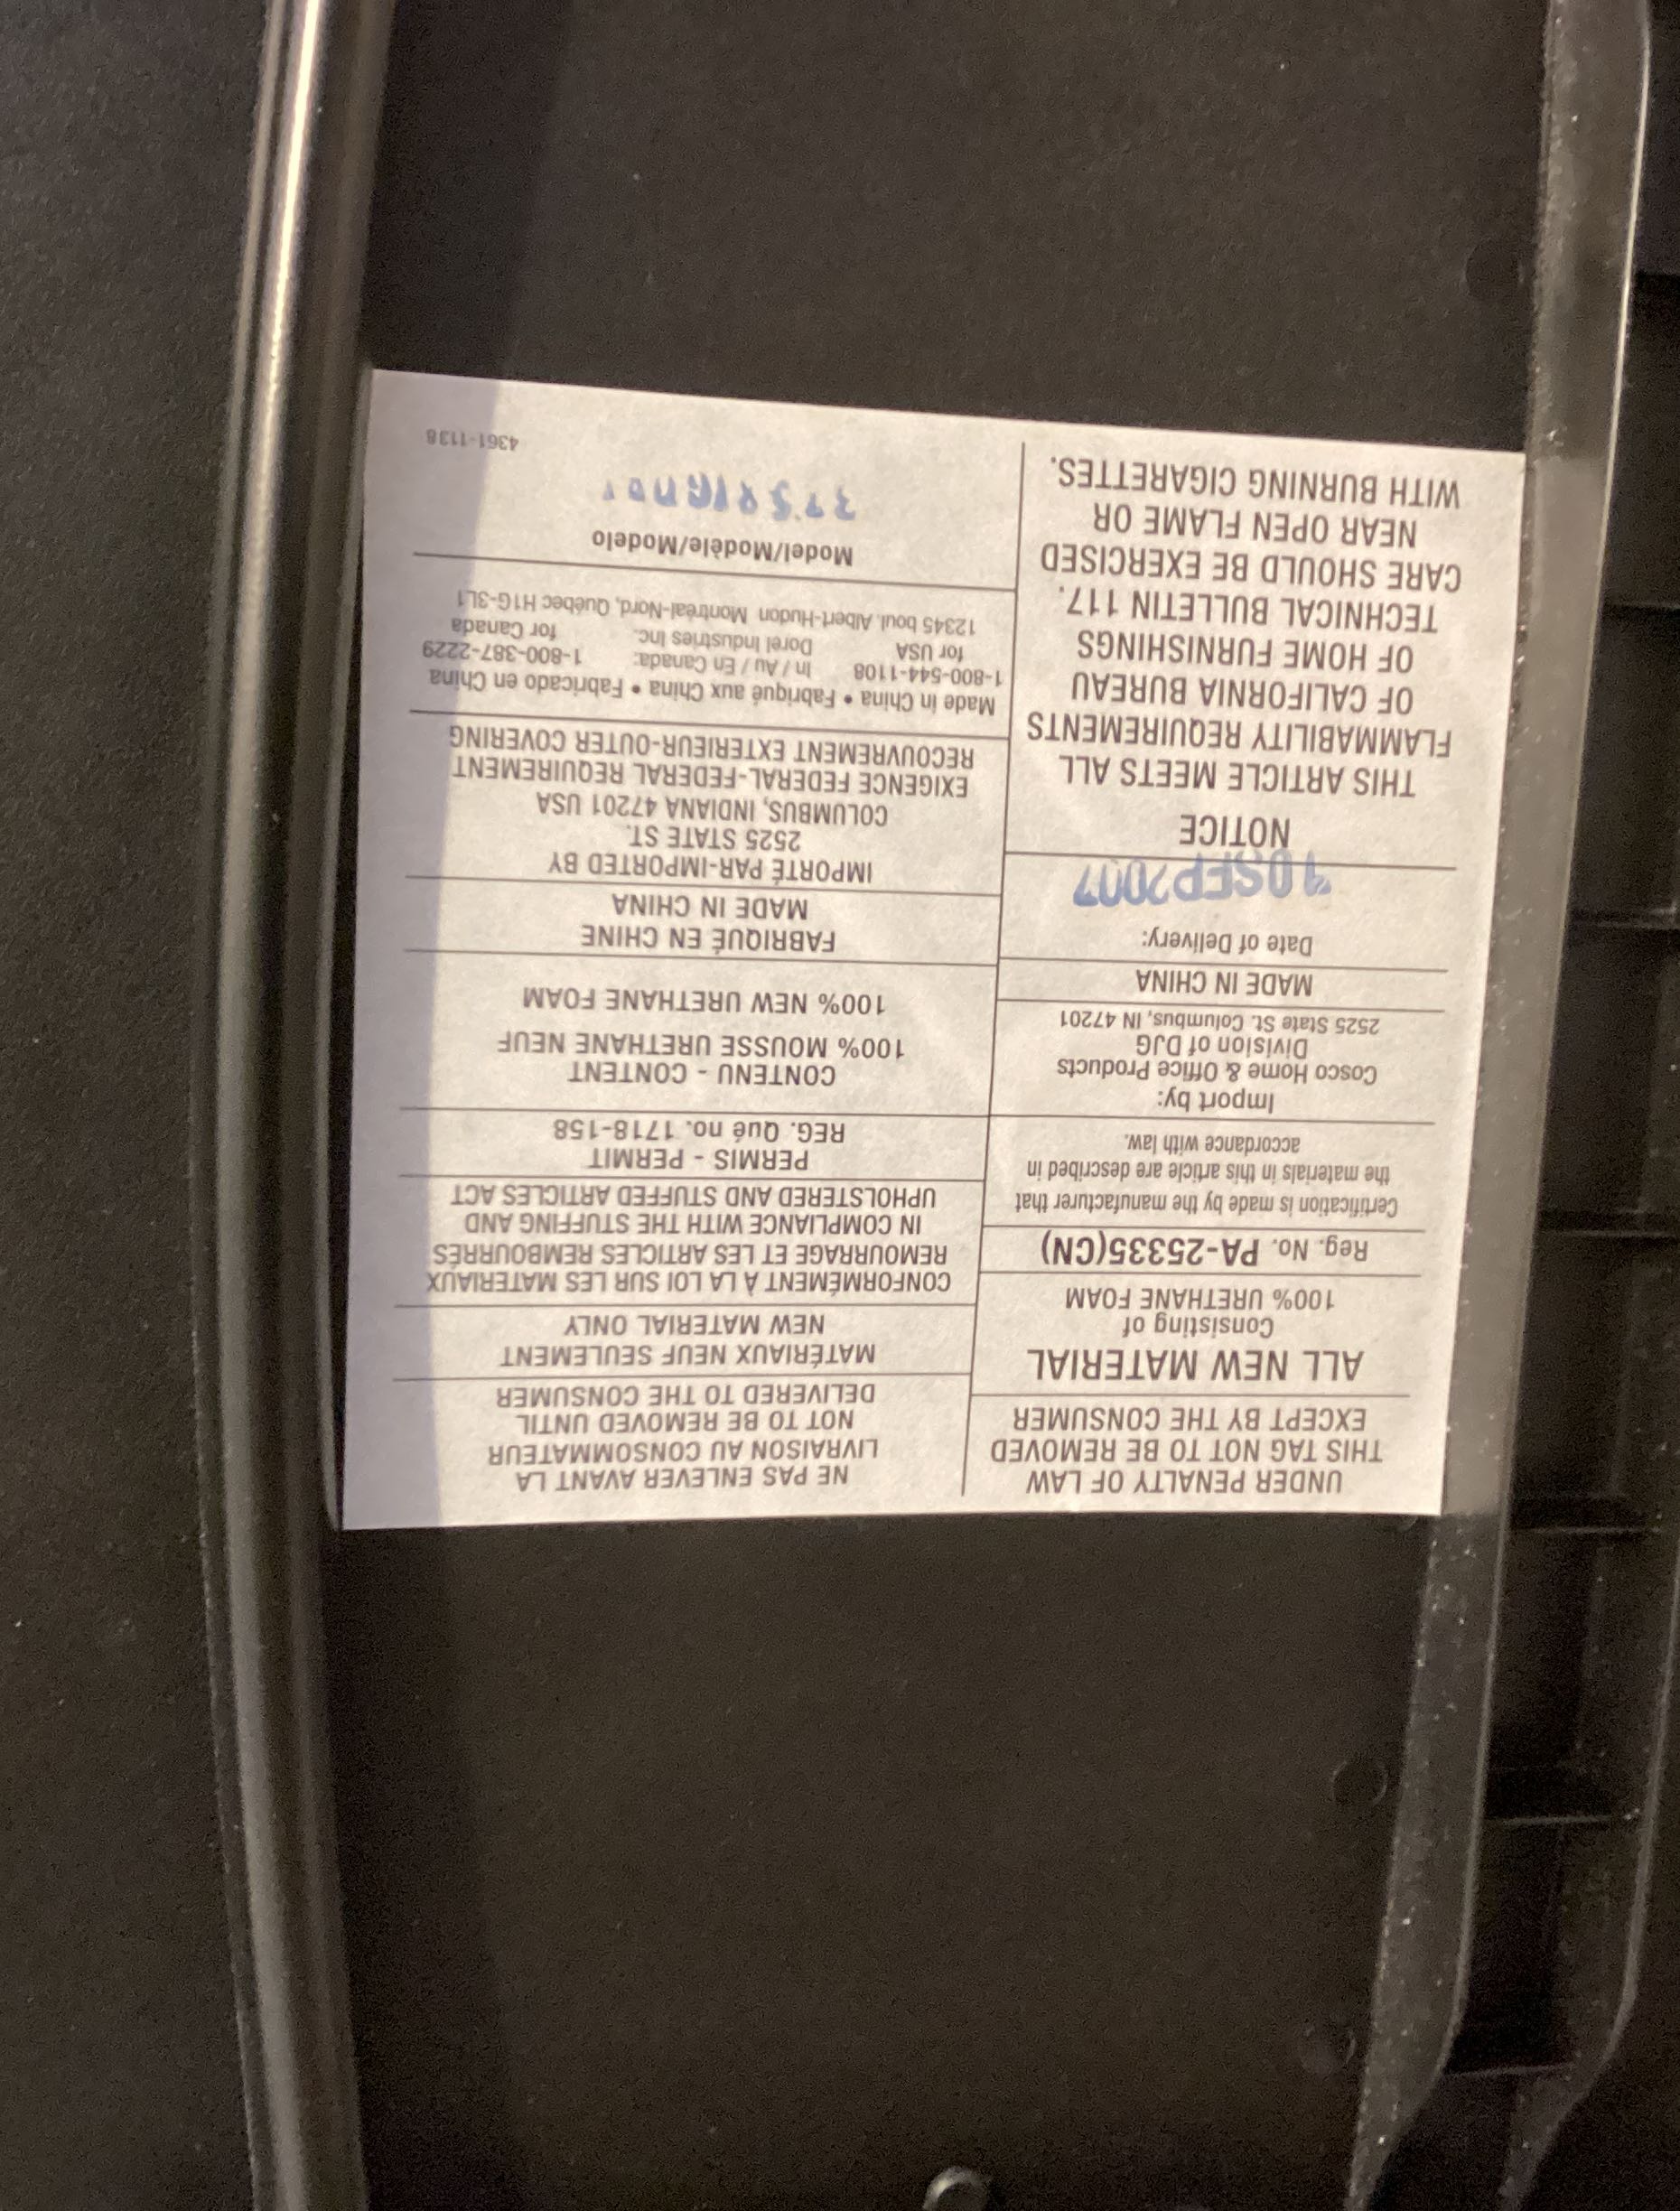 UNDER PENALTY OF LAW
THIS TAG NOT TO BE REMOVED
EXCEPT BY THE CONSUMER
ALL NEW MATERIAL
Consisting of
100% URETHANE FOAM
Reg. No. PA-25335(CN)
Certification is made by the manufacturer that
the materials in this article are described in
accordance with law.
Import by:
Cosco Home & Office Products
Division of DJG
2525 State St. Columbus, IN 47201
MADE IN CHINA
Date of Delivery:
10SEP2007
NOTICE
THIS ARTICLE MEETS ALL
FLAMMABILITY REQUIREMENTS
OF CALIFORNIA BUREAU
OF HOME FURNISHINGS
TECHNICAL BULLETIN 117.
CARE SHOULD BE EXERCISED
NEAR OPEN FLAME OR
WITH BURNING CIGARETTES.
NE PAS ENLEVER AVANT LA
LIVRAISON AU CONSOMMATEUR
NOT TO BE REMOVED UNTIL
DELIVERED TO THE CONSUMER
MATÉRIAUX NEUF SEULEMENT
NEW MATERIAL ONLY
CONFORMÉMENT À LA LOI SUR LES MATERIAUX
REMOURRAGE ET LES ARTICLES REMBOURRÉS
IN COMPLIANCE WITH THE STUFFING AND
UPHOLSTERED AND STUFFED ARTICLES ACT
PERMIS - PERMIT
REG. Qué no. 1718-158
CONTENU - CONTENT
100% MOUSSE URETHANE NEUF
100% NEW URETHANE FOAM
FABRIQUÉ EN CHINE
MADE IN CHINA
IMPORTÉ PAR-IMPORTED BY
2525 STATE ST.
COLUMBUS, INDIANA 47201 USA
EXIGENCE FEDERAL-FEDERAL REQUIREMENT
RECOUVREMENT EXTERIEUR-OUTER COVERING
Made in China • Fabriqué aux China • Fabricado en China
1-800-544-1108 In / Au / En Canada: 1-800-387-2229
for USA Dorel Industries Inc. for Canada
12345 boul. Albert-Hudon Montréal-Nord, Québec H1G-3L1
Model/Modèle/Modelo
4361-1138